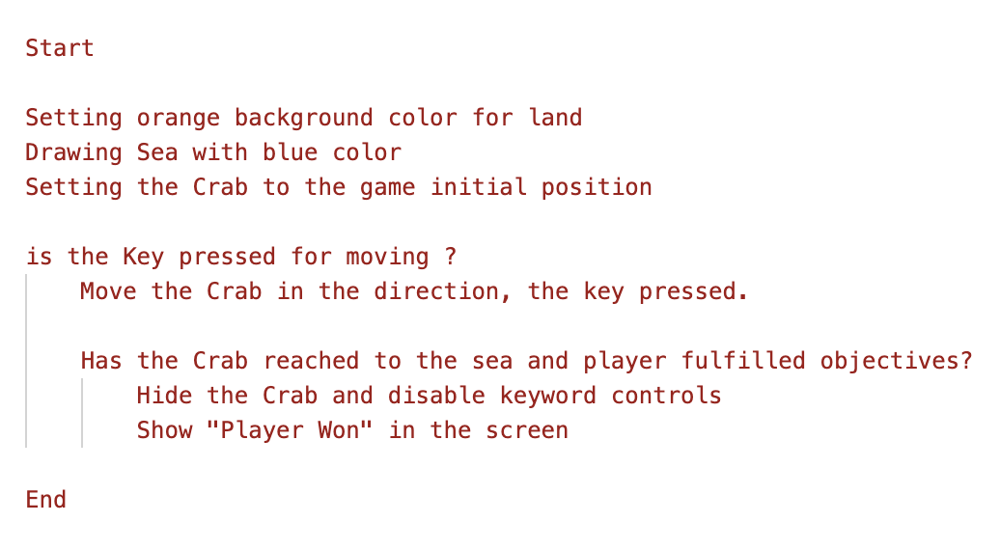 Start
Setting orange background color for land
Drawing Sea with blue color
Setting the Crab to the game initial position
is the Key pressed for moving ?
Move the Crab in the direction, the key pressed.
Has the Crab reached to the sea and player fulfilled objectives?
Hide the Crab and disable keyword controls
Show "Player Won" in the screen
End